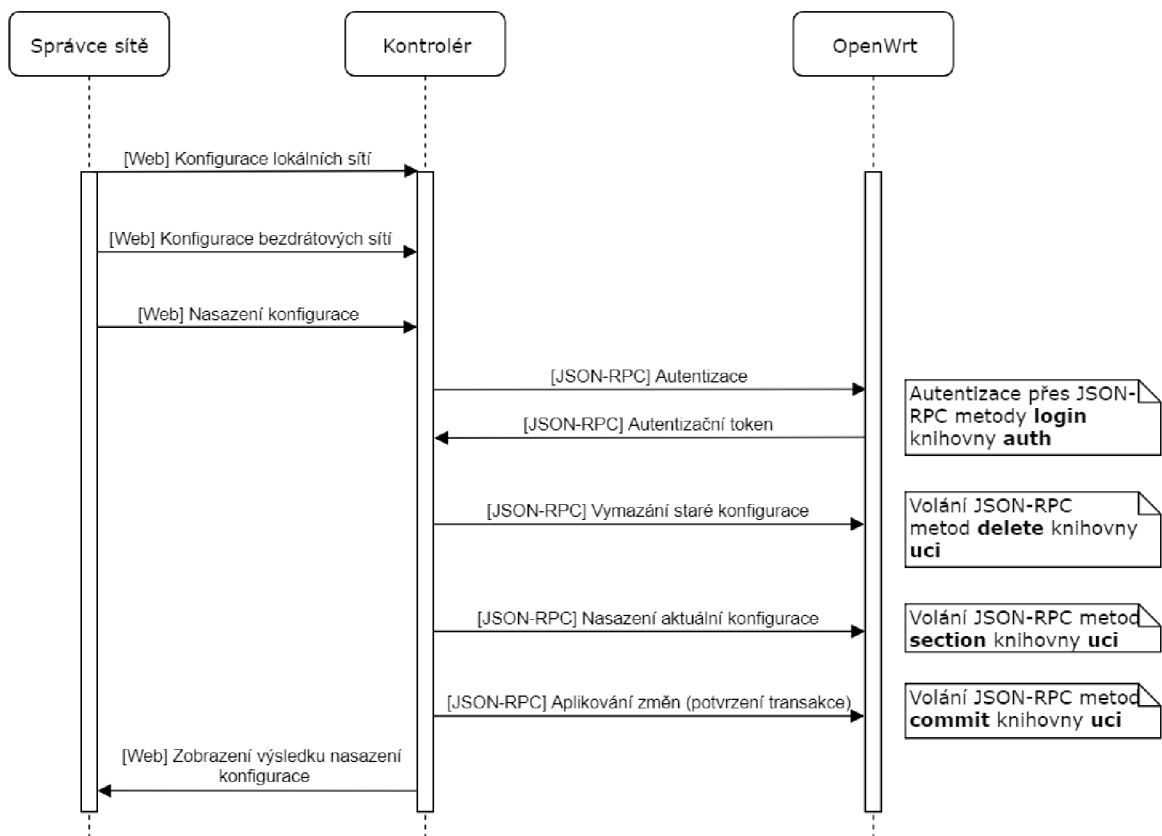 Správce sítě
Kontrolér
OpenWrt
[Web] Konfigurace lokálních sítí
[Web] Konfigurace bezdrátových sítí
[Web] Nasazení konfigurace
[JSON-RPC] Autentizace
Autentizace přes JSON-
RPC metody login
knihovny auth
[JSON-RPC] Autentizační token
Volání JSON-RPC
metod delete knihovny
uci
[JSON-RPC] Vymazání staré konfigurace
[JSON-RPC] Nasazení aktuální konfigurace
Volání JSON-RPC metod
section knihovny uci
[JSON-RPC] Aplikování změn (potvrzení transakce)
Volání JSON-RPC metod
commit knihovny uci
[Web] Zobrazení výsledku nasazení
konfigurace